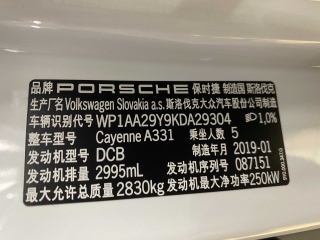 品牌 PORSCHE 保时捷 制造国 斯洛伐克
生产厂名 Volkswagen Slovakia a.s. 斯洛伐克大众汽车股份公司制造
车辆识别代号 WP1AA29Y9KDA29304 1,0%
整车型号 Cayenne A331 乘坐人数 5
发动机型号 DCB 制造年月 2019-01
发动机排量 2995mL 发动机序列号 087151
最大允许总质量 2830kg 发动机最大净功率 250kW